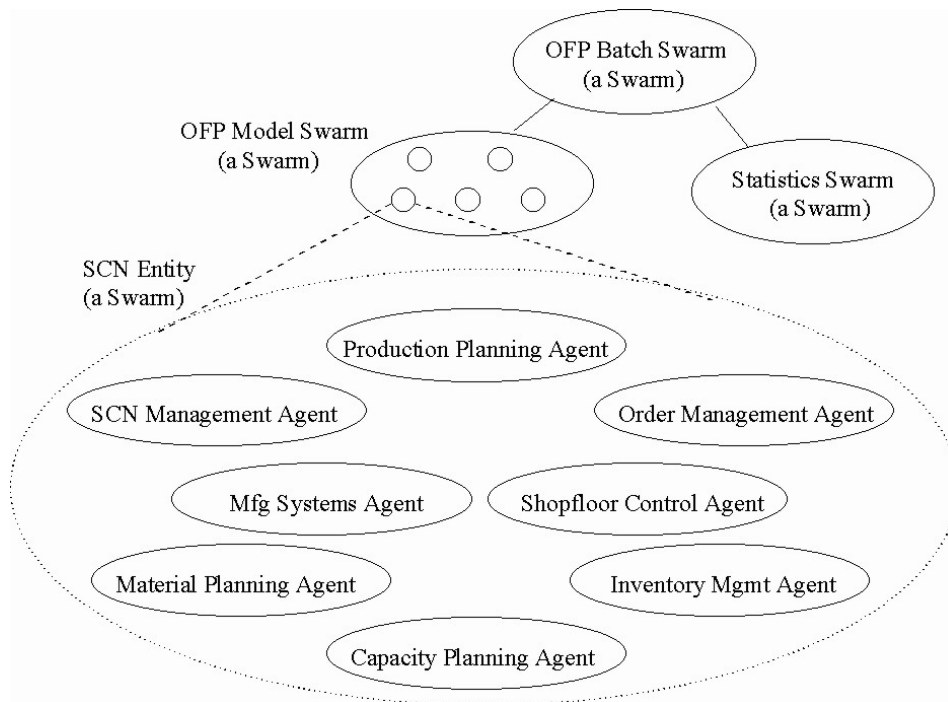 OFP Batch Swarm
(a Swarm)
OFP Model Swarm
(a Swarm)
Statistics Swarm
(a Swarm)
SCN Entity
(a Swarm)
Production Planning Agent
SCN Management Agent
Order Management Agent
Mfg Systems Agent
Shopfloor Control Agent
Material Planning Agent
Inventory Mgmt Agent
Capacity Planning Agent